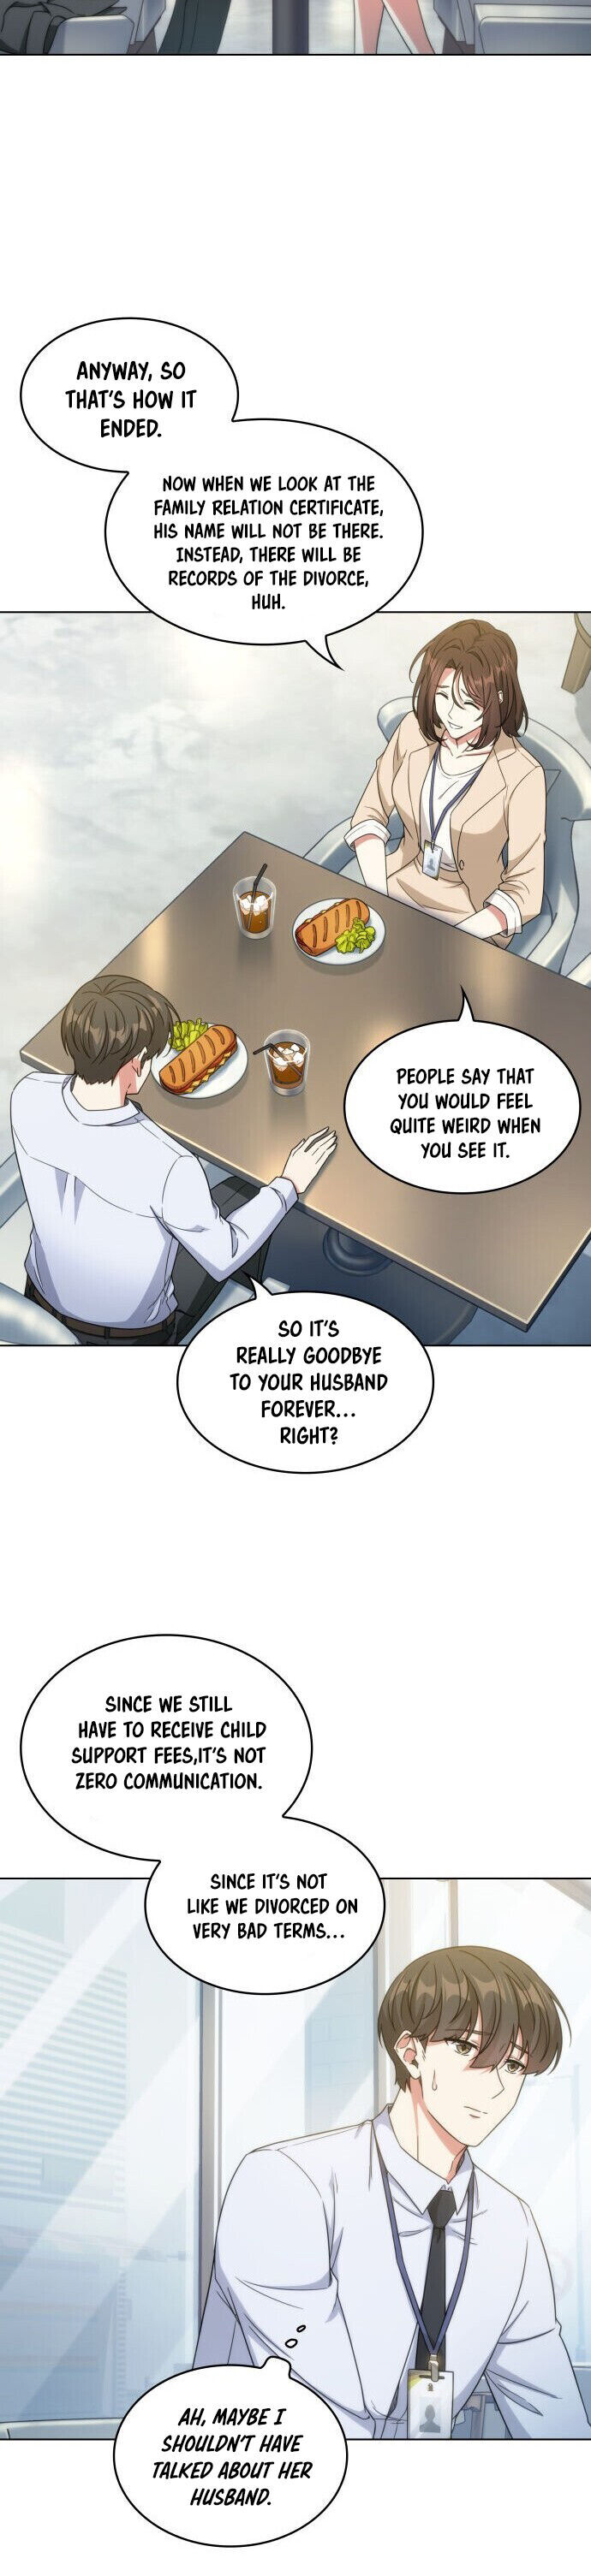 ANYWAY, SO
THAT'S HOW IT
ENDED.
NOW WHEN WE LOOK AT THE
FAMILY RELATION CERTIFICATE,
HIS NAME WILL NOT BE THERE.
INSTEAD, THERE WILL BE
RECORDS OF THE DIVORCE,
HUH.
PEOPLE SAY THAT
YOU WOULD FEEL
QUITE WEIRD WHEN
YOU SEE IT.
SO IT'S
REALLY GOODBYE
TO YOUR HUSBAND
FOREVER...
RIGHT?
SINCE WE STILL
HAVE TO RECEIVE CHILD
SUPPORT FEES,IT'S NOT
ZERO COMMUNICATION.
SINCE IT'S NOT
LIKE WE DIVORCED ON
VERY BAD TERMS...
AH, MAYBE I
SHOULDN'T HAVE
TALKED ABOUT HER
HUSBAND.